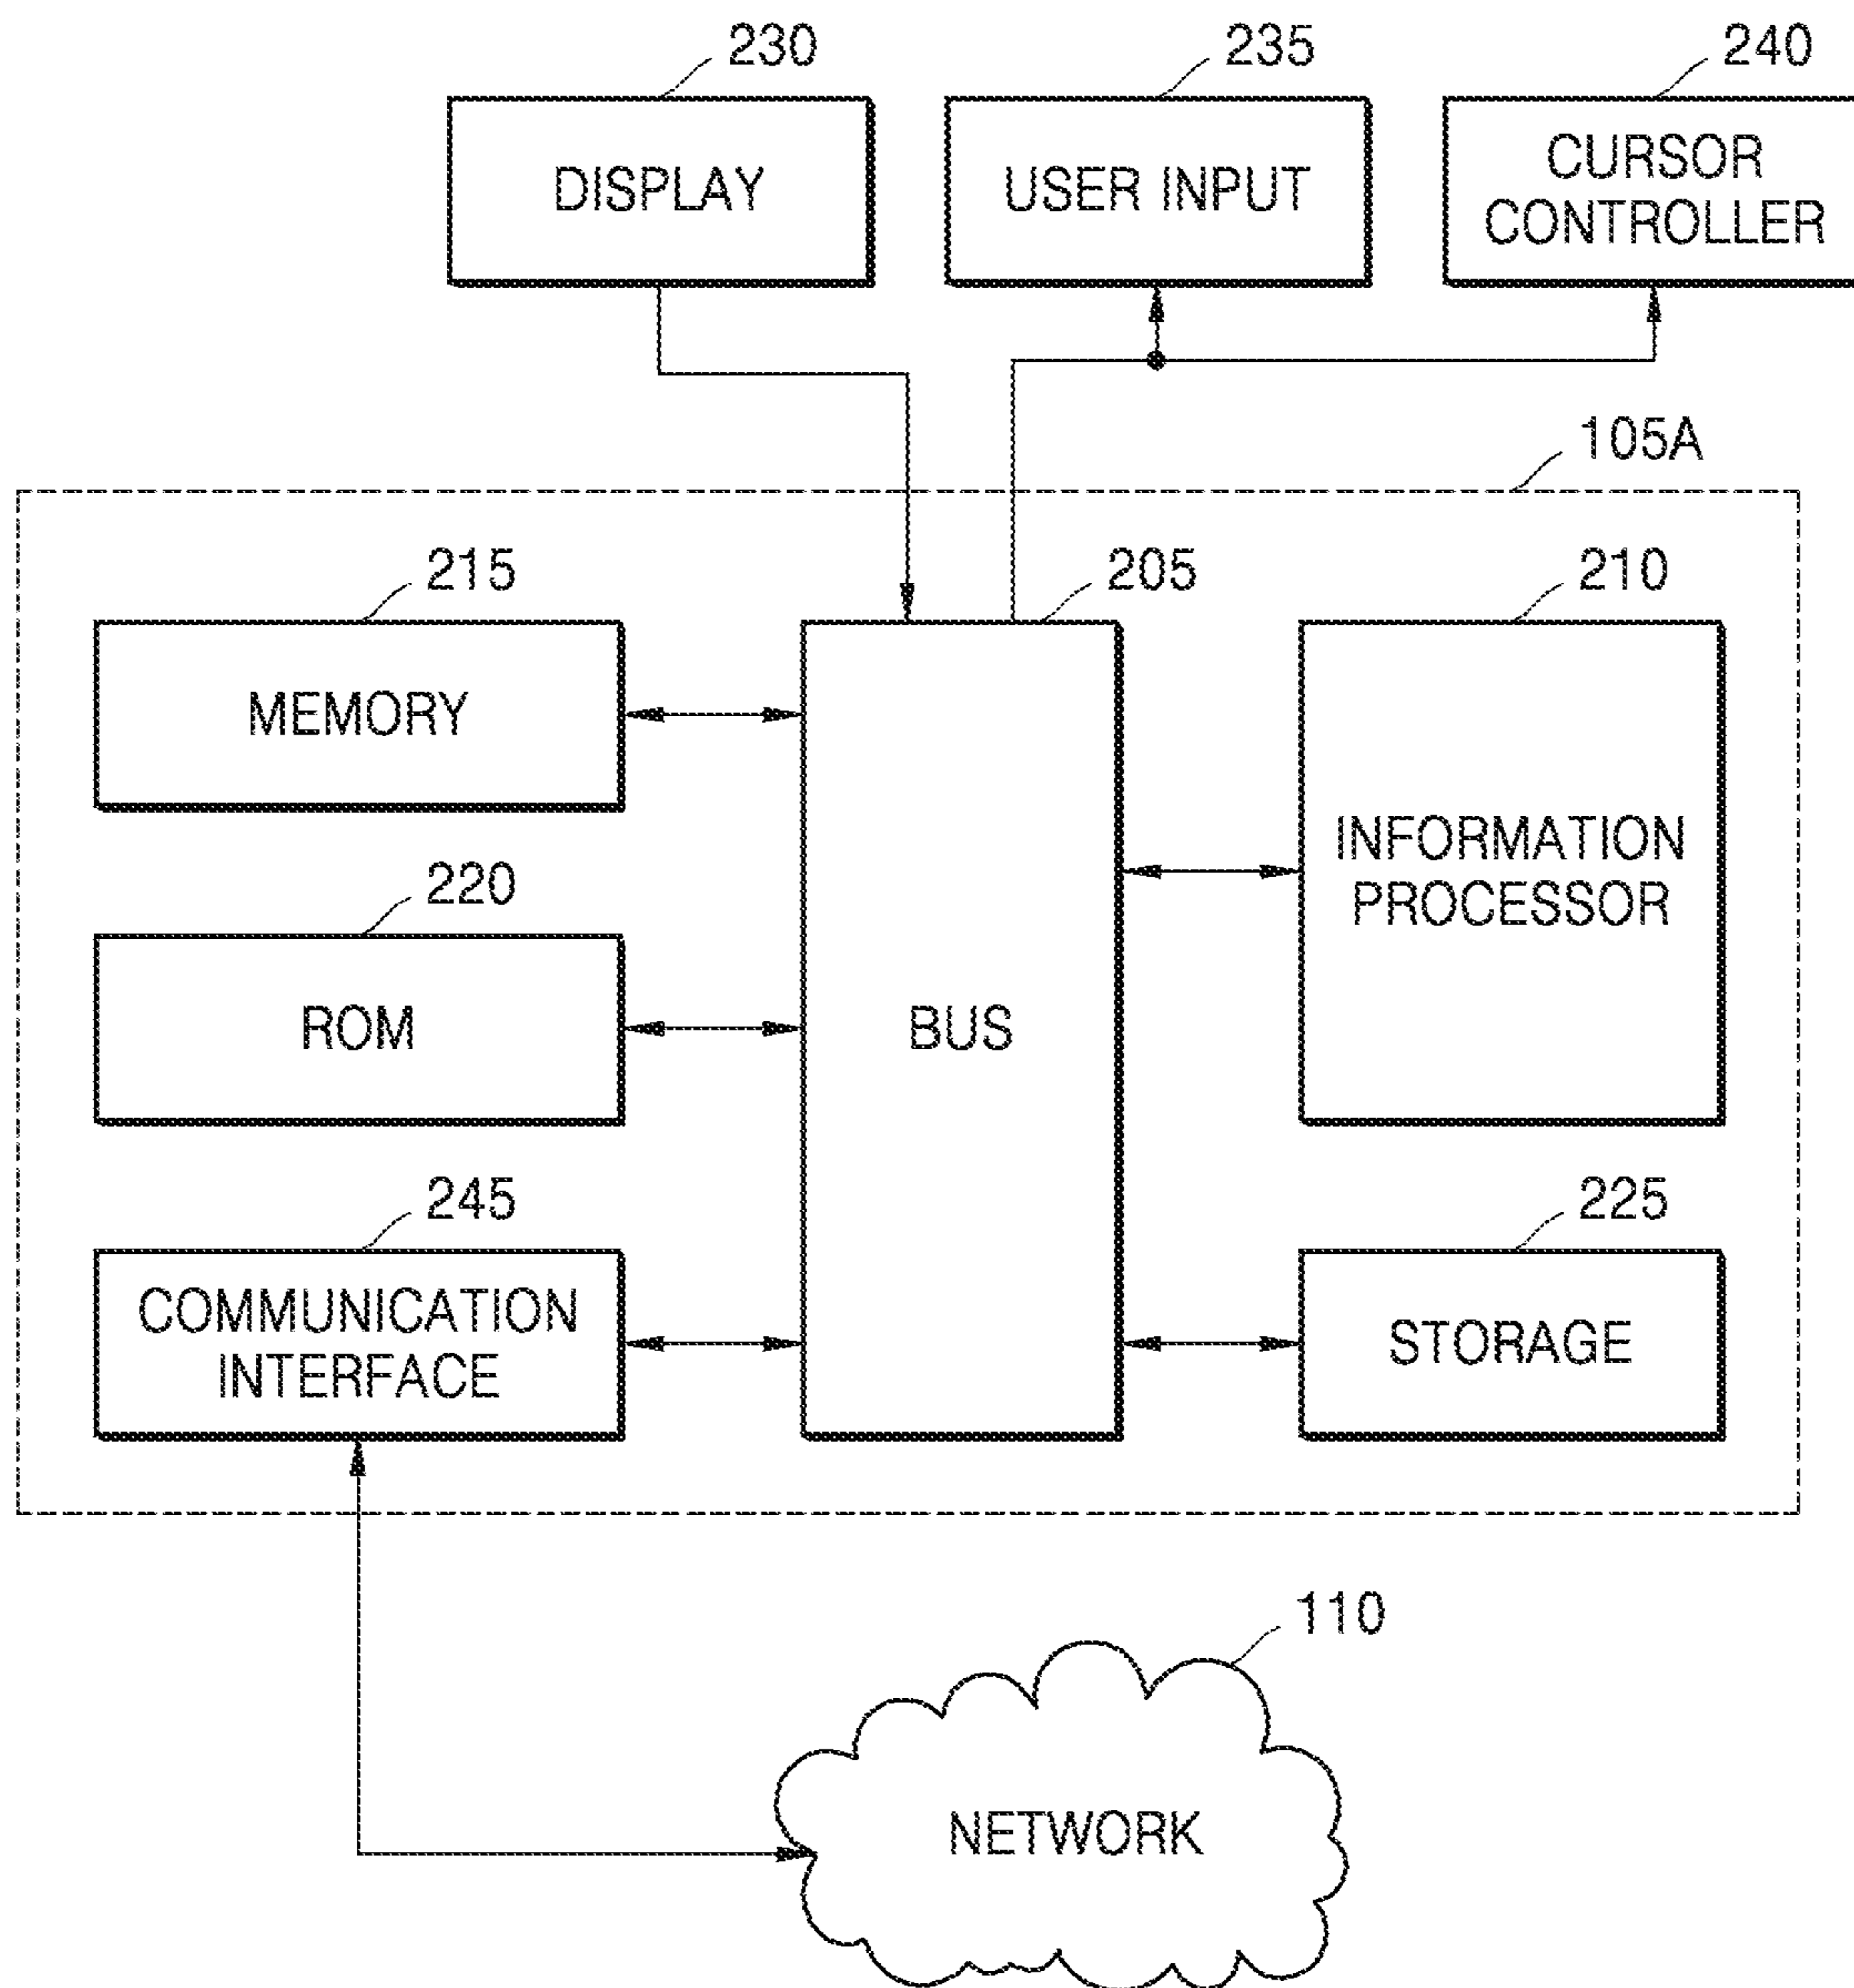 230
235
240
DISPLAY
USER INPUT
CURSOR
CONTROLLER
105A
215
205
210
MEMORY
INFORMATION
PROCESSOR
220
ROM
BUS
245
225
COMMUNICATION
INTERFACE
STORAGE
110
NETWORK